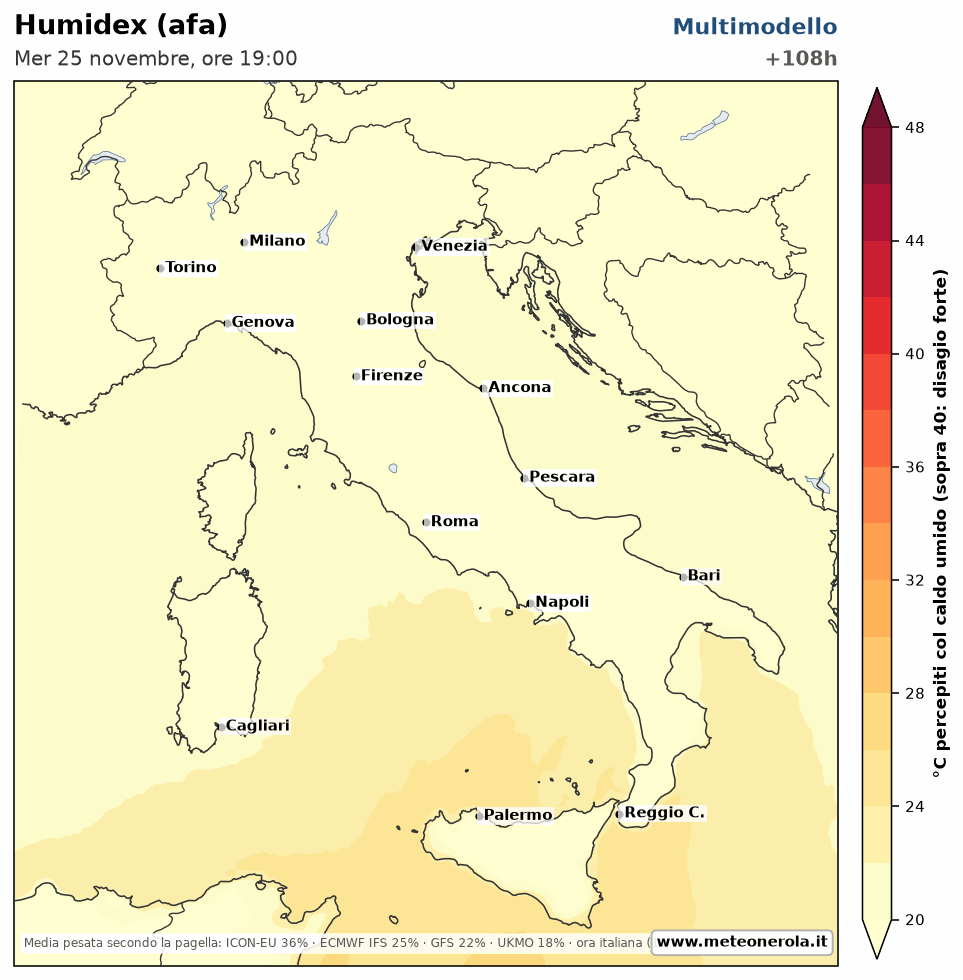 Humidex (afa)
Multimodello
Mer 25 novembre, ore 19:00
+108h
48
44
40
36
32
28
24
20
°C percepiti col caldo umido (sopra 40: disagio forte)
Milano
Venezia
Torino
Genova
Bologna
Firenze
Ancona
Pescara
Roma
Bari
Napoli
Cagliari
Palermo
Reggio C.
Media pesata secondo la pagella: ICON-EU 36% · ECMWF IFS 25% · GFS 22% · UKMO 18% · ora italiana (
www.meteonerola.it